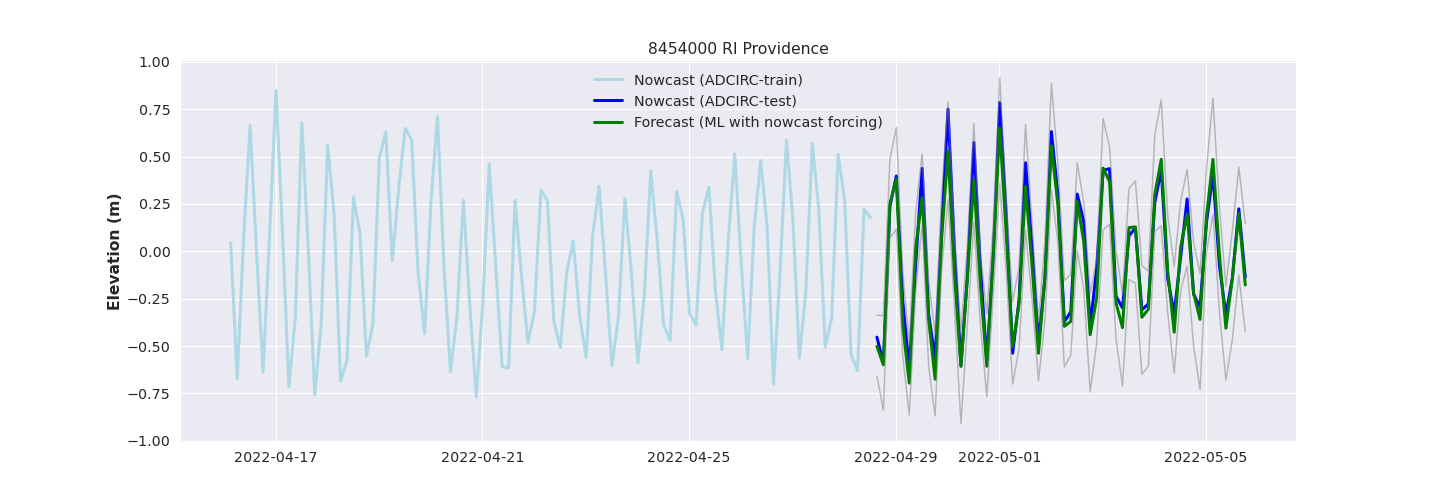 8454000 RI Providence
Nowcast (ADCIRC-train)
Nowcast (ADCIRC-test)
Forecast (ML with nowcast forcing)
Elevation (m)
1.00
0.75
0.50
0.25
0.00
−0.25
−0.50
−0.75
−1.00
2022-04-17 2022-04-21 2022-04-25 2022-04-29 2022-05-01 2022-05-05